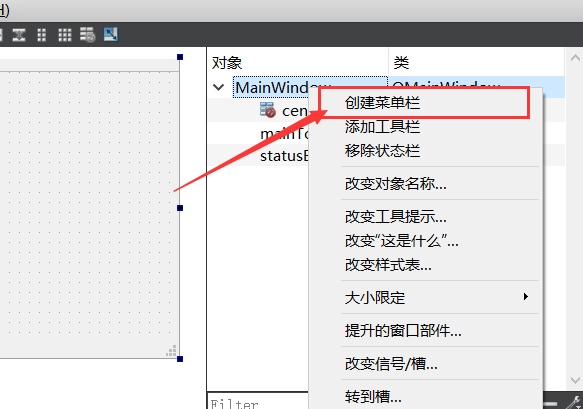 H)
对象 类
MainWindow QMainWindow
cen
mainTo
statusB
创建菜单栏
添加工具栏
移除状态栏
改变对象名称...
改变工具提示...
改变“这是什么”...
改变样式表...
大小限定
提升的窗口部件...
改变信号/槽...
转到槽...
Filter